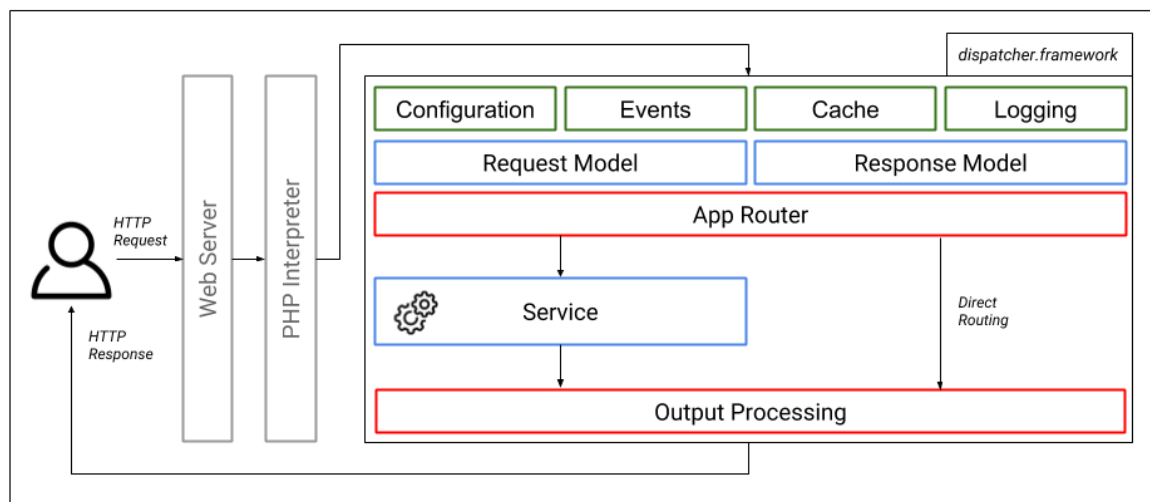 dispatcher.framework
Configuration
Events
Cache
Logging
Request Model
Response Model
App Router
HTTP
Request
Web Server
PHP Interpreter
Service
Direct
Routing
HTTP
Response
Output Processing